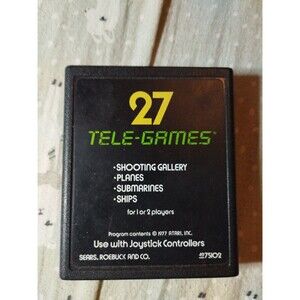 27
TELE-GAMES
•SHOOTING GALLERY
•PLANES
•SUBMARINES
•SHIPS
for 1 or 2 players
Program contents © 1977 ATARI, INC.
Use with Joystick Controllers
SEARS, ROEBUCK AND CO.